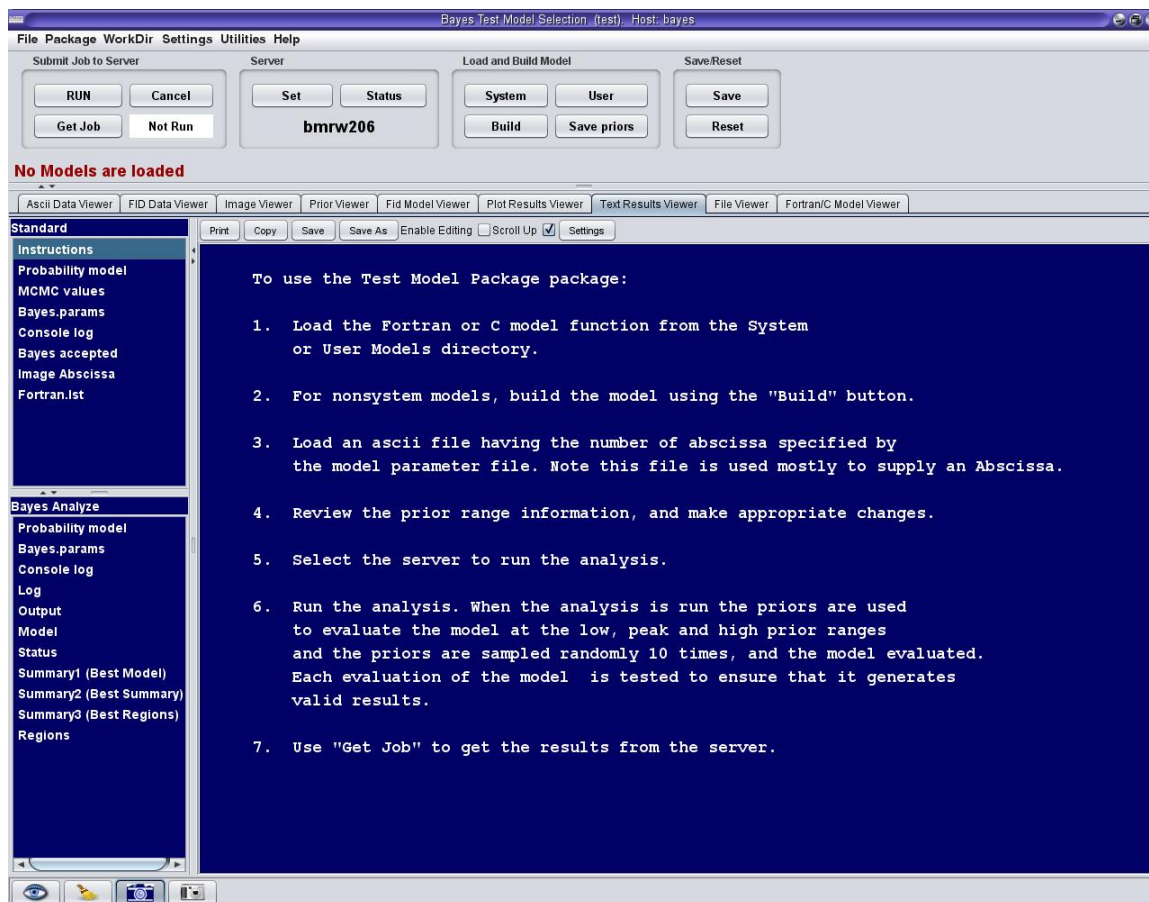 Bayes Test Model Selection (test), Host: bayes
File Package WorkDir Settings Utilities Help
Submit Job to Server
Server
Load and Build Model
Save/Reset
RUN Cancel Set Status System User Save
Get Job Not Run bmrw206 Build Save priors Reset
No Models are loaded
Ascii Data Viewer FID Data Viewer Image Viewer Prior Viewer Fid Model Viewer Plot Results Viewer Text Results Viewer File Viewer Fortran/C Model Viewer
Standard
Instructions
Probability model
MCMC values
Bayes.params
Console log
Bayes accepted
Image Abscissa
Fortran.lst
Bayes Analyze
Probability model
Bayes.params
Console log
Log
Output
Model
Status
Summary1 (Best Model)
Summary2 (Best Summary)
Summary3 (Best Regions)
Regions
Print Copy Save Save As Enable Editing Scroll Up Settings
To use the Test Model Package package:
1. Load the Fortran or C model function from the System
or User Models directory.
2. For nonsystem models, build the model using the "Build" button.
3. Load an ascii file having the number of abscissa specified by
the model parameter file. Note this file is used mostly to supply an Abscissa.
4. Review the prior range information, and make appropriate changes.
5. Select the server to run the analysis.
6. Run the analysis. When the analysis is run the priors are used
to evaluate the model at the low, peak and high prior ranges
and the priors are sampled randomly 10 times, and the model evaluated.
Each evaluation of the model is tested to ensure that it generates
valid results.
7. Use "Get Job" to get the results from the server.